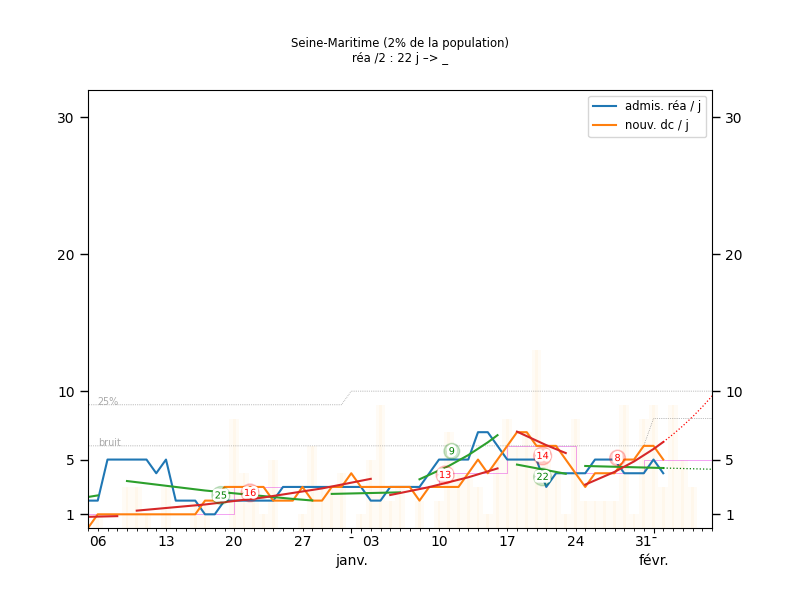 Seine-Maritime (2% de la population)
réa /2 : 22 j –> _
admis. réa / j
nouv. dc / j
30 30
20 20
10 10
25%
bruit
5 5
1 1
9
13
14
22
8
25
16
06 13 20 27 - 03 10 17 24 31 -
janv. févr.